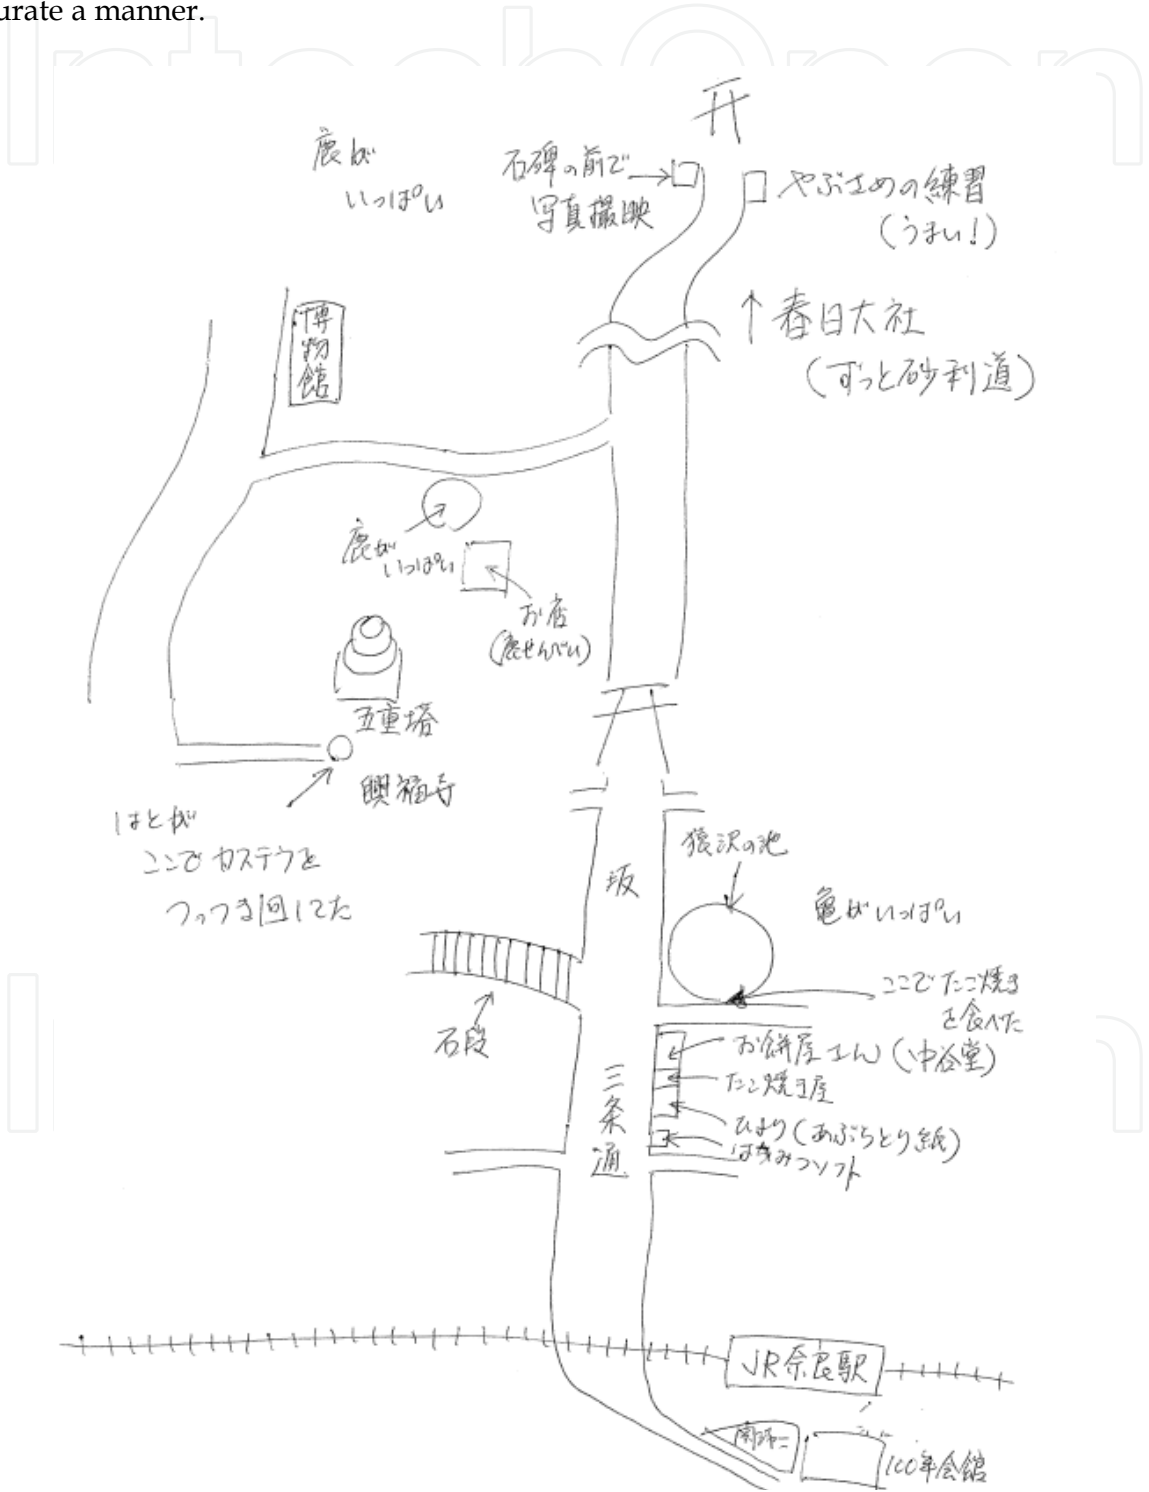 urate a manner.
IntechOpen
鹿が
いっぱい
石碑の前で
写真撮映
やぶさめの練習
(うまい!)
博物館
↑春日大社
(ずっと砂利道)
鹿が
いっぱい
お店
(鹿せんべい)
五重塔
興福寺
はとが
ここでカステラを
つっつき回してた
坂
猿沢の池
亀がいっぱい
ここでたこ焼き
を食べた
石段
三条通
お餅屋さん(中谷堂)
たこ焼き屋
ひより(あぶらとり紙)
はちみつソフト
JR奈良駅
100年会館